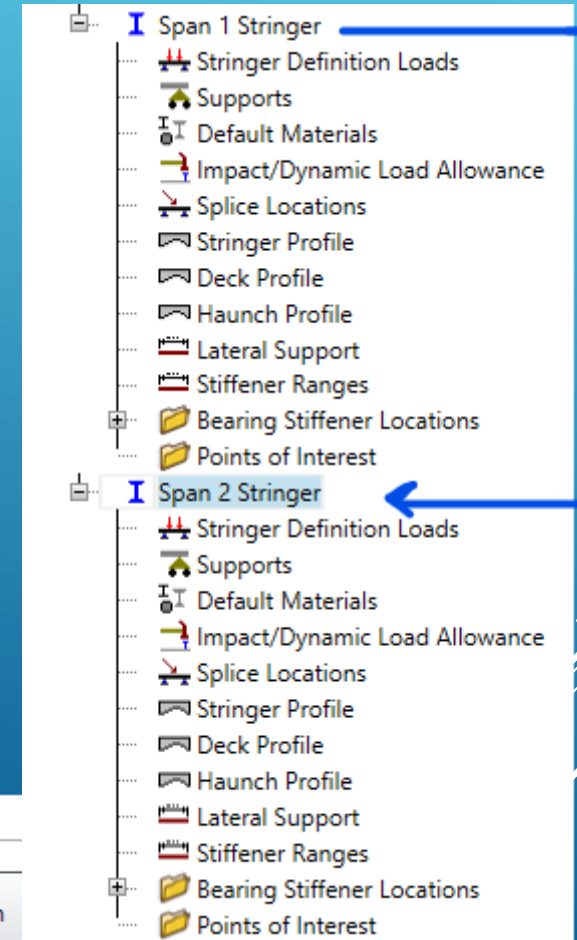 Span 1 Stringer
Stringer Definition Loads
Supports
Default Materials
Impact/Dynamic Load Allowance
Splice Locations
Stringer Profile
Deck Profile
Haunch Profile
Lateral Support
Stiffener Ranges
Bearing Stiffener Locations
Points of Interest
Span 2 Stringer
Stringer Definition Loads
Supports
Default Materials
Impact/Dynamic Load Allowance
Splice Locations
Stringer Profile
Deck Profile
Haunch Profile
Lateral Support
Stiffener Ranges
Bearing Stiffener Locations
Points of Interest